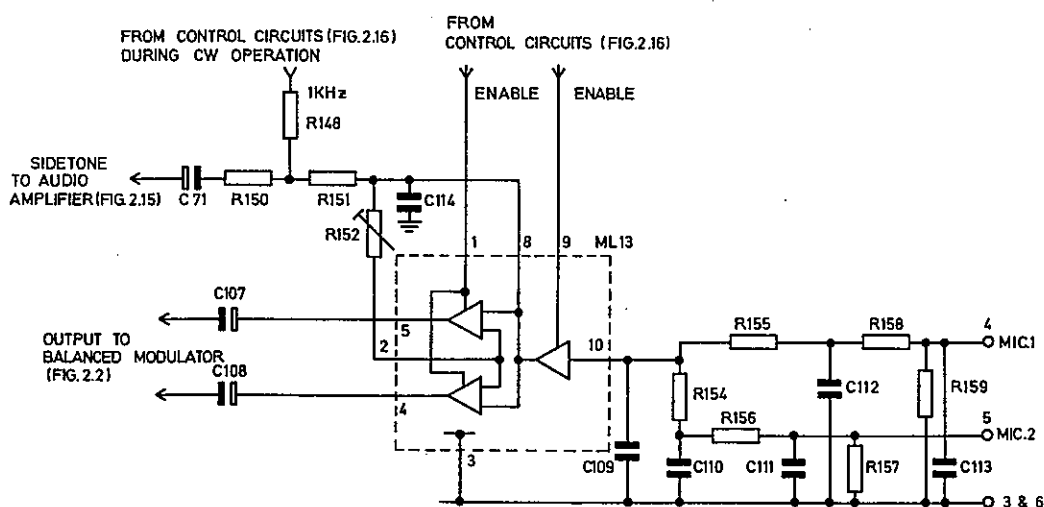 FROM CONTROL CIRCUITS (FIG.2.16)
DURING CW OPERATION
FROM
CONTROL CIRCUITS (FIG.2.16)
1KHz
R148
ENABLE
ENABLE
SIDETONE
TO AUDIO
AMPLIFIER (FIG.2.15)
C71
R150
R151
C114
R152
1
8
9
ML13
C107
5
2
10
OUTPUT TO
BALANCED MODULATOR
(FIG.2.2)
C108
4
3
R155
R158
4
MIC.1
R154
C112
R159
R156
5
MIC.2
C109
C110
C111
R157
C113
3 & 6